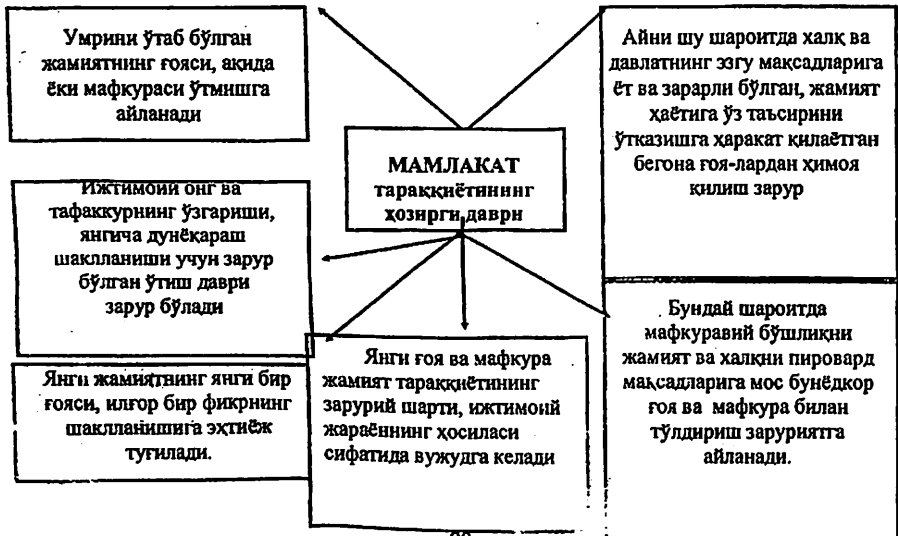 Умрини ўтаб бўлган
жамиятнинг ғояси, ақида
ёки мафкураси ўтмишга
айланади
Айни шу шароитда халқ ва
давлатнинг эзгу мақсадларига
ёт ва зарарли бўлган, жамият
ҳаётига ўз таъсирини
ўтказишга ҳаракат қилаётган
бегона ғоя-лардан ҳимоя
қилиш зарур
МАМЛАКАТ
тараққиётининг
ҳозирги даври
Ижтимоий онг ва
тафаккурнинг ўзгариши,
янгича дунёқараш
шаклланиши учун зарур
бўлган ўтиш даври
зарур бўлади
Бундай шароитда
мафкуравий бўшлиқни
жамият ва халқни пировард
мақсадларига мос бунёдкор
ғоя ва мафкура билан
тўлдириш заруриятга
айланади.
Янги жамиятнинг янги бир
ғояси, илғор бир фикрнинг
шаклланишига эҳтиёж
туғилади.
Янги ғоя ва мафкура
жамият тараққиётининг
зарурий шарти, ижтимоий
жараённинг ҳосиласи
сифатида вужудга келади